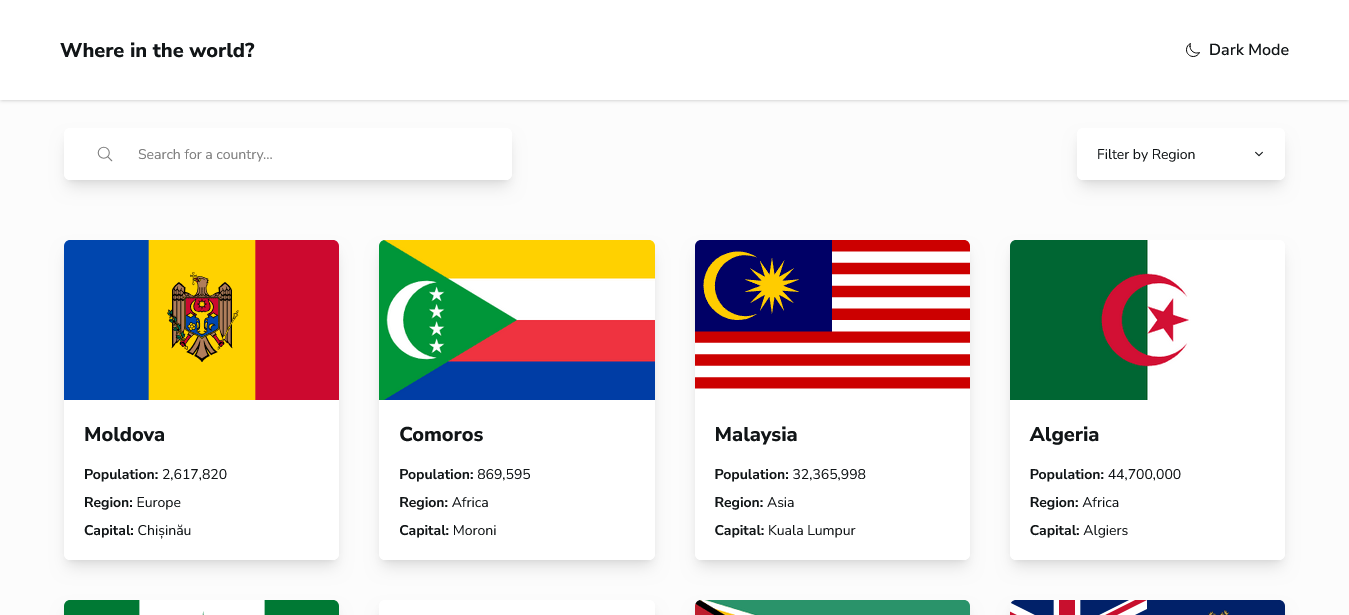 Where in the world?
Dark Mode
Search for a country...
Filter by Region
Moldova
Population: 2,617,820
Region: Europe
Capital: Chișinău
Comoros
Population: 869,595
Region: Africa
Capital: Moroni
Malaysia
Population: 32,365,998
Region: Asia
Capital: Kuala Lumpur
Algeria
Population: 44,700,000
Region: Africa
Capital: Algiers